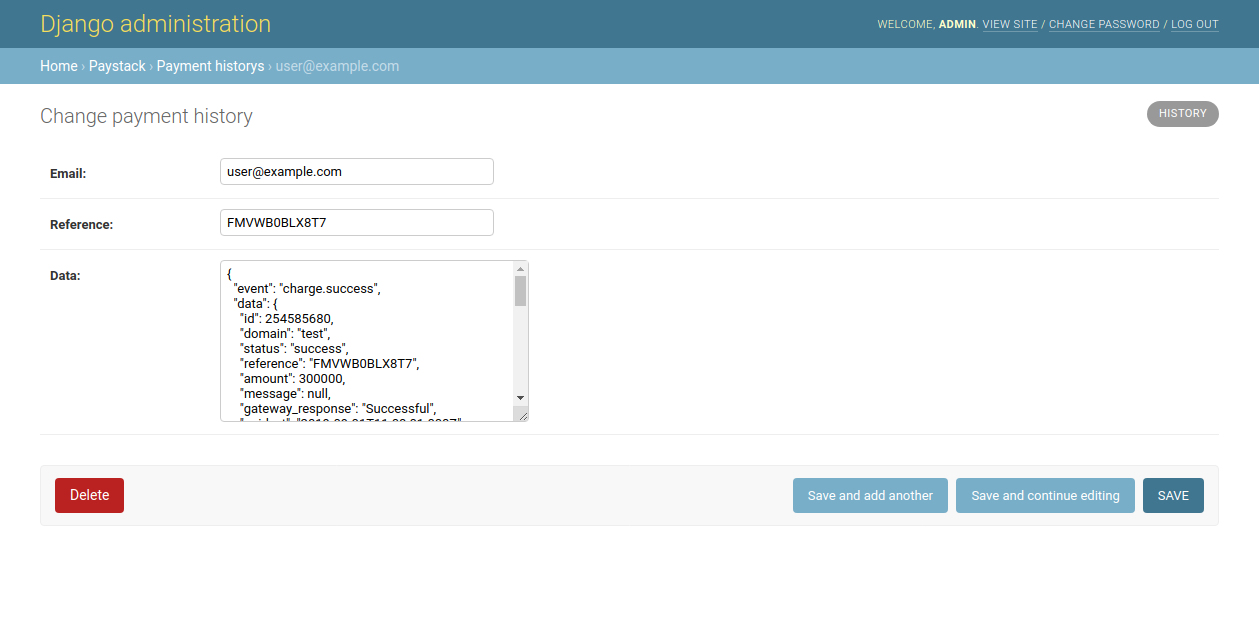 Django administration
WELCOME, ADMIN. VIEW SITE / CHANGE PASSWORD / LOG OUT
Home › Paystack › Payment historys › user@example.com
Change payment history
HISTORY
Email:
user@example.com
Reference:
FMVWB0BLX8T7
Data:
{
"event": "charge.success",
"data": {
"id": 254585680,
"domain": "test",
"status": "success",
"reference": "FMVWB0BLX8T7",
"amount": 300000,
"message": null,
"gateway_response": "Successful",
Delete
Save and add another
Save and continue editing
SAVE